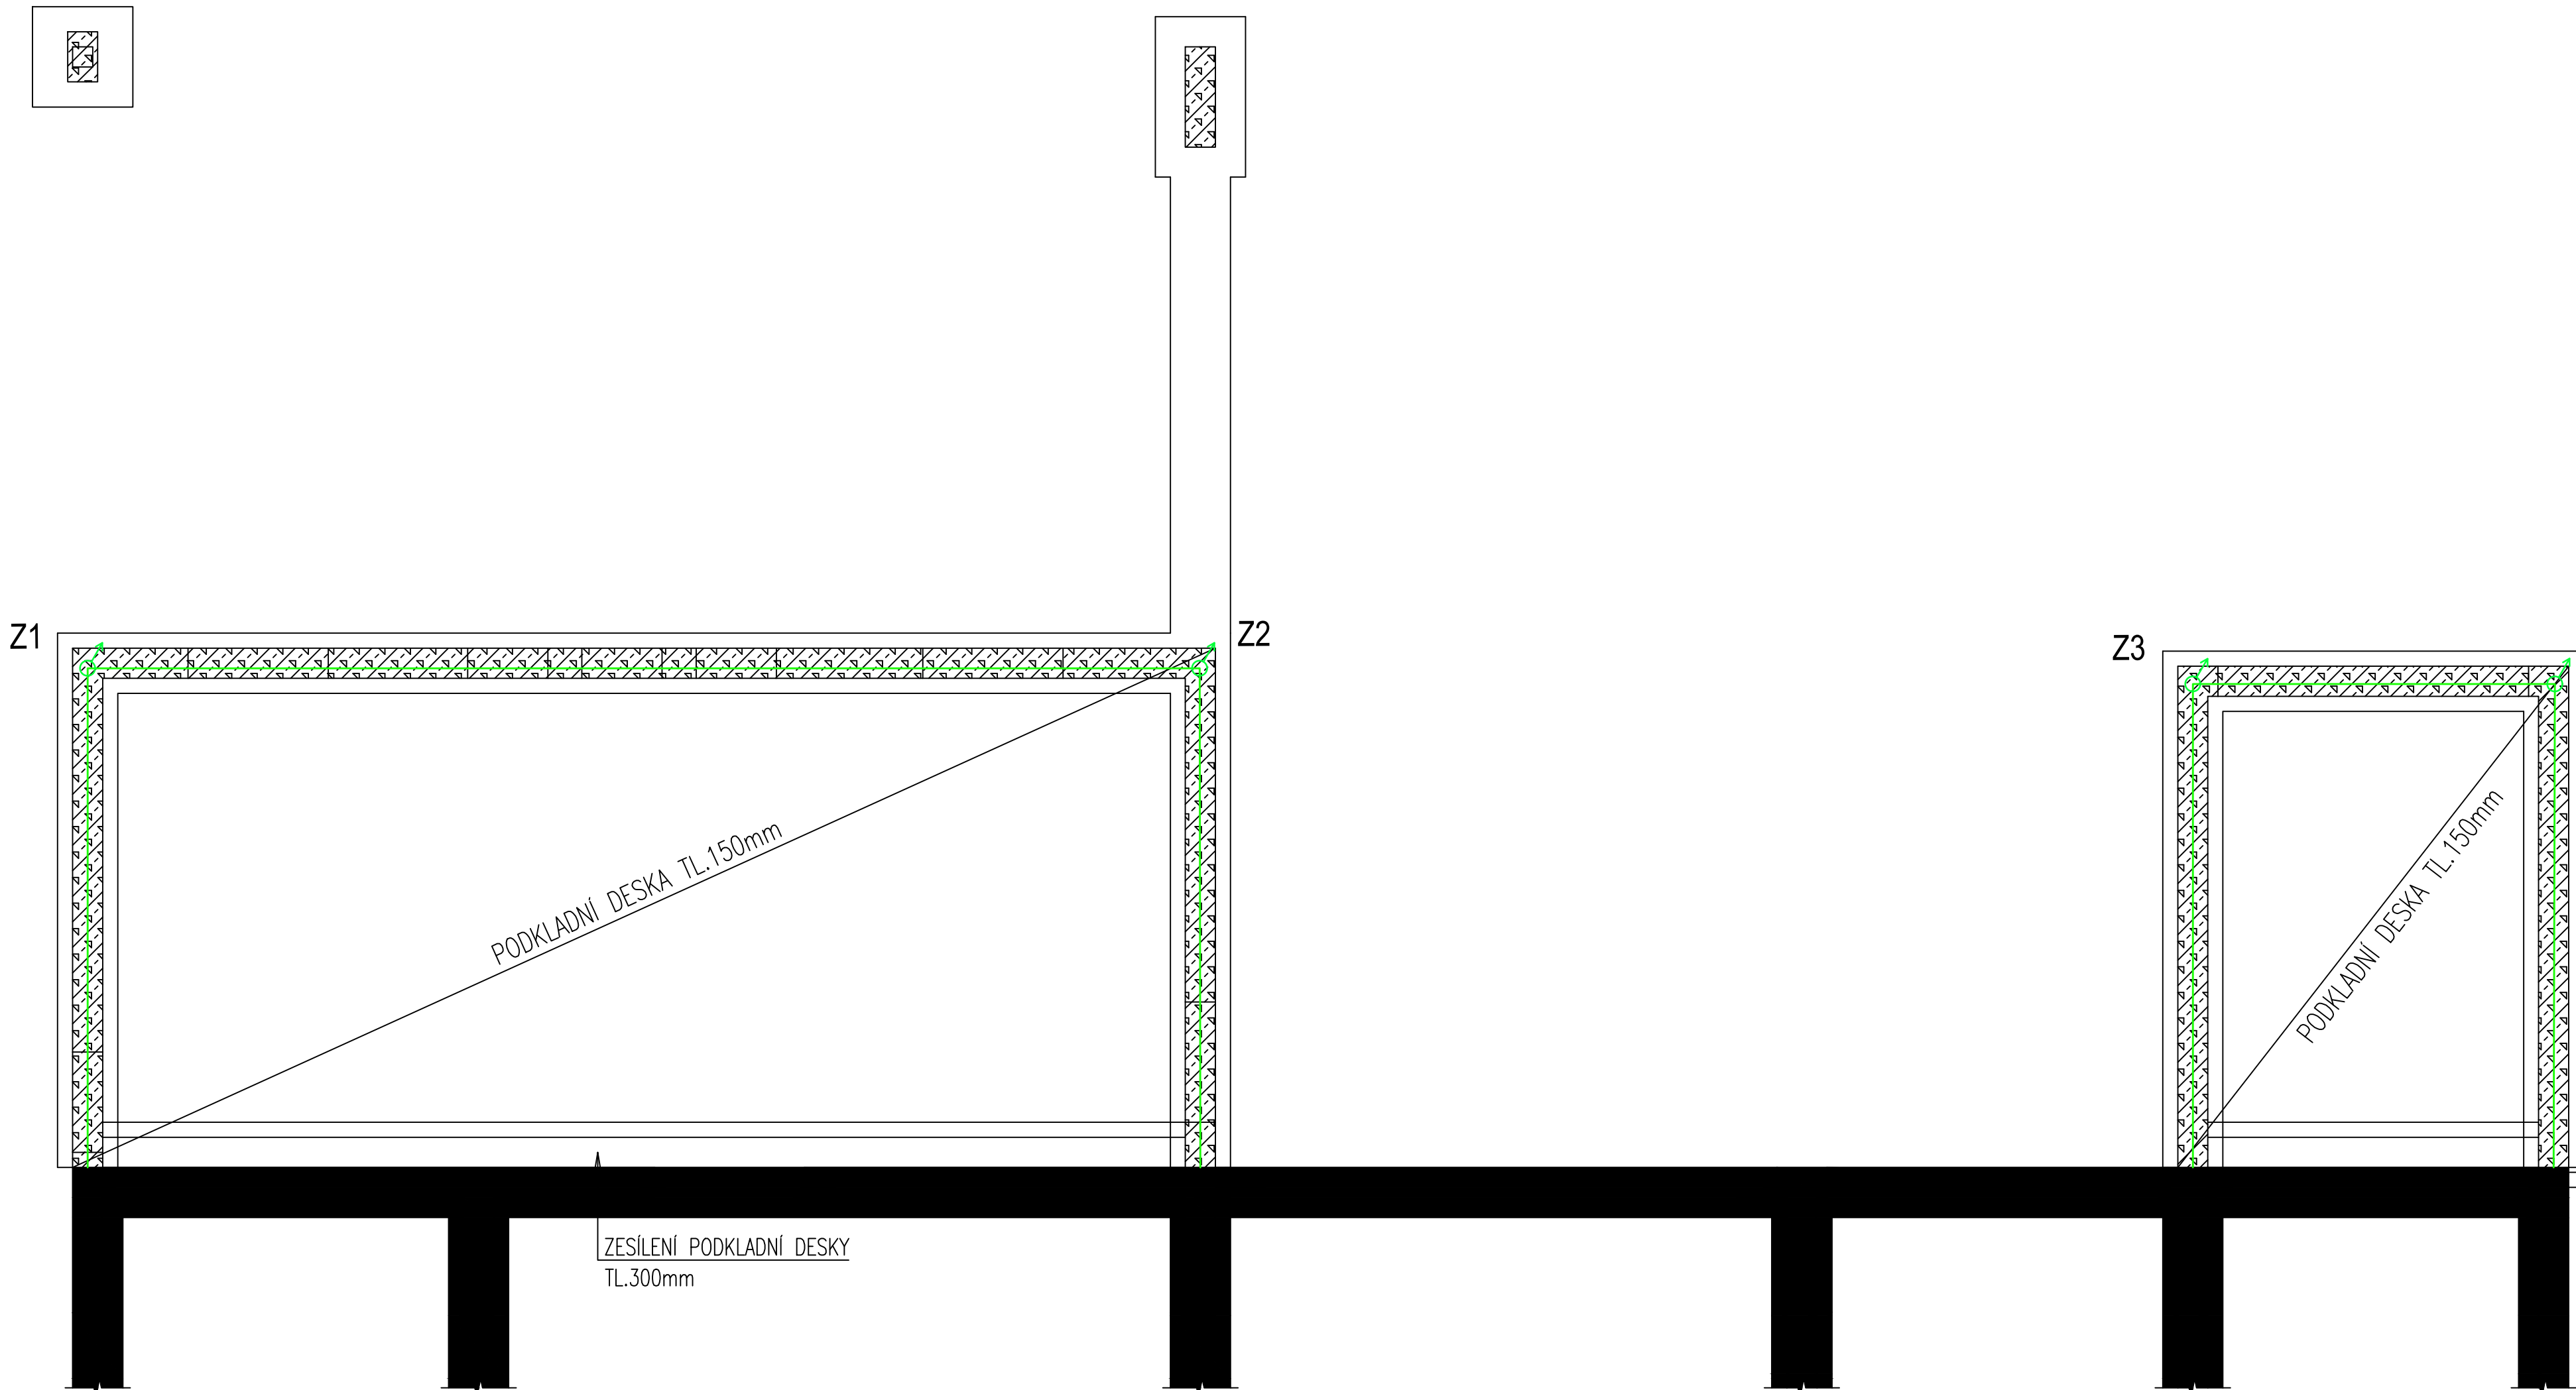 Z1
Z2
Z3
PODKLADNÍ DESKA TL.150mm
PODKLADNÍ DESKA TL.150mm
ZESÍLENÍ PODKLADNÍ DESKY
TL.300mm